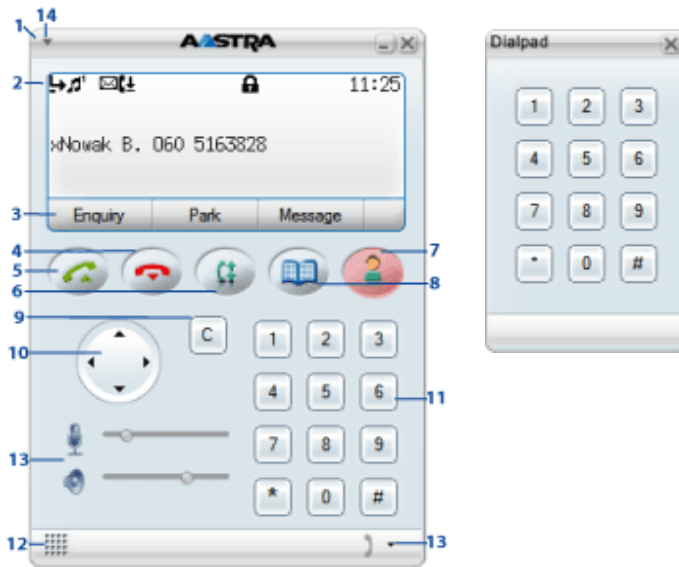 1 14
AASTRA
2 11:25
xNowak B. 060 5163828
3 Enquiry Park Message
4 7
5
6 8
9 C
10 1 2 3
4 5 6 11
13 7 8 9
* 0 #
12 13
Dialpad
1 2 3
4 5 6
7 8 9
* 0 #